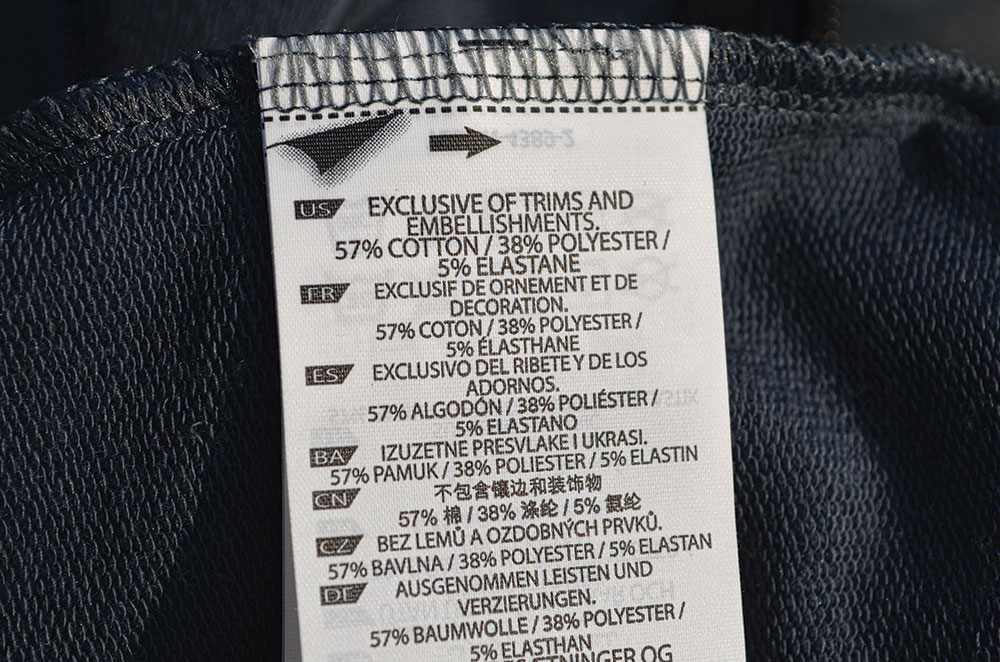 4389-2
US EXCLUSIVE OF TRIMS AND
EMBELLISHMENTS.
57% COTTON / 38% POLYESTER /
5% ELASTANE
FR EXCLUSIF DE ORNEMENT ET DE
DECORATION.
57% COTON / 38% POLYESTER /
5% ÉLASTHANE
ES EXCLUSIVO DEL RIBETE Y DE LOS
ADORNOS.
57% ALGODÓN / 38% POLIÉSTER /
5% ELASTANO
BA IZUZETNE PRESVLAKE I UKRASI.
57% PAMUK / 38% POLIESTER / 5% ELASTIN
CN 不包含镶边和装饰物
57% 棉 / 38% 涤纶 / 5% 氨纶
CZ BEZ LEMŮ A OZDOBNÝCH PRVKŮ.
57% BAVLNA / 38% POLYESTER / 5% ELASTAN
DE AUSGENOMMEN LEISTEN UND
VERZIERUNGEN.
57% BAUMWOLLE / 38% POLYESTER /
5% ELASTHAN
OG